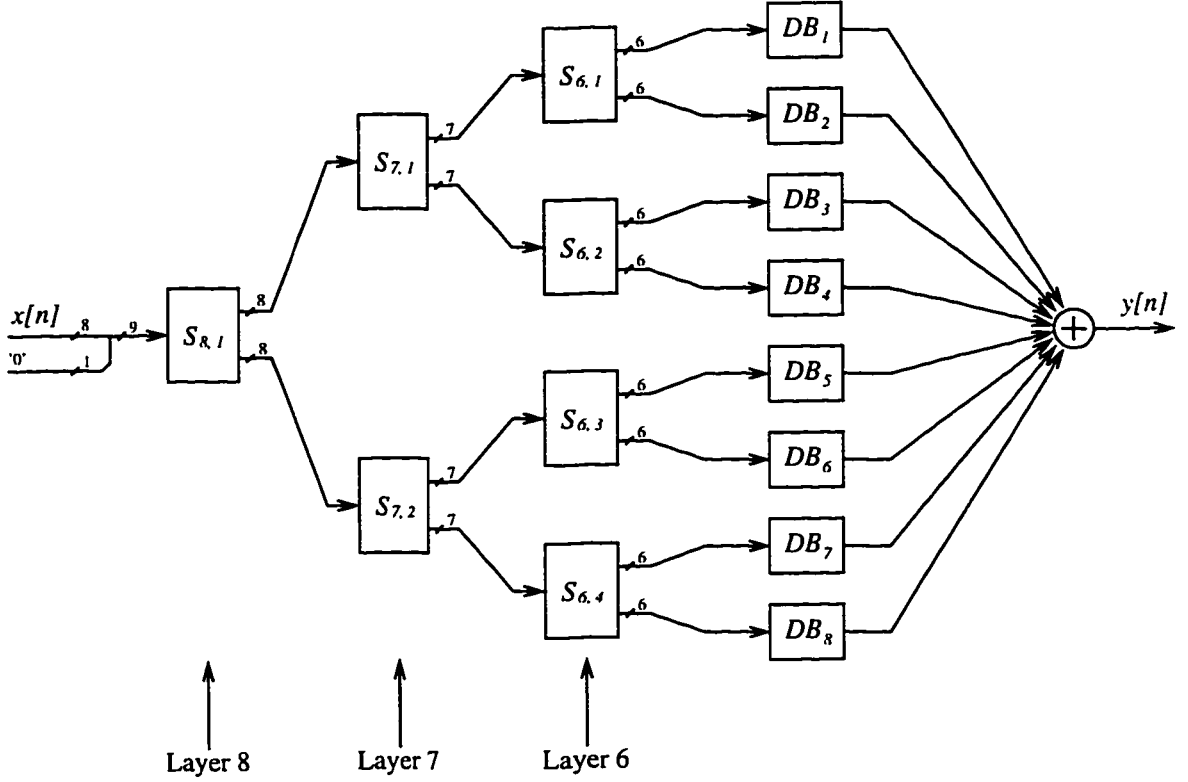 DB1
6
S6, 1
6
DB2
7
S7, 1
7
DB3
6
S6, 2
6
DB4
8
x[n] 8 9
S8, 1
'0' 1
8
y[n]
+
DB5
6
S6, 3
6
DB6
7
S7, 2
7
DB7
6
S6, 4
6
DB8
Layer 8 Layer 7 Layer 6